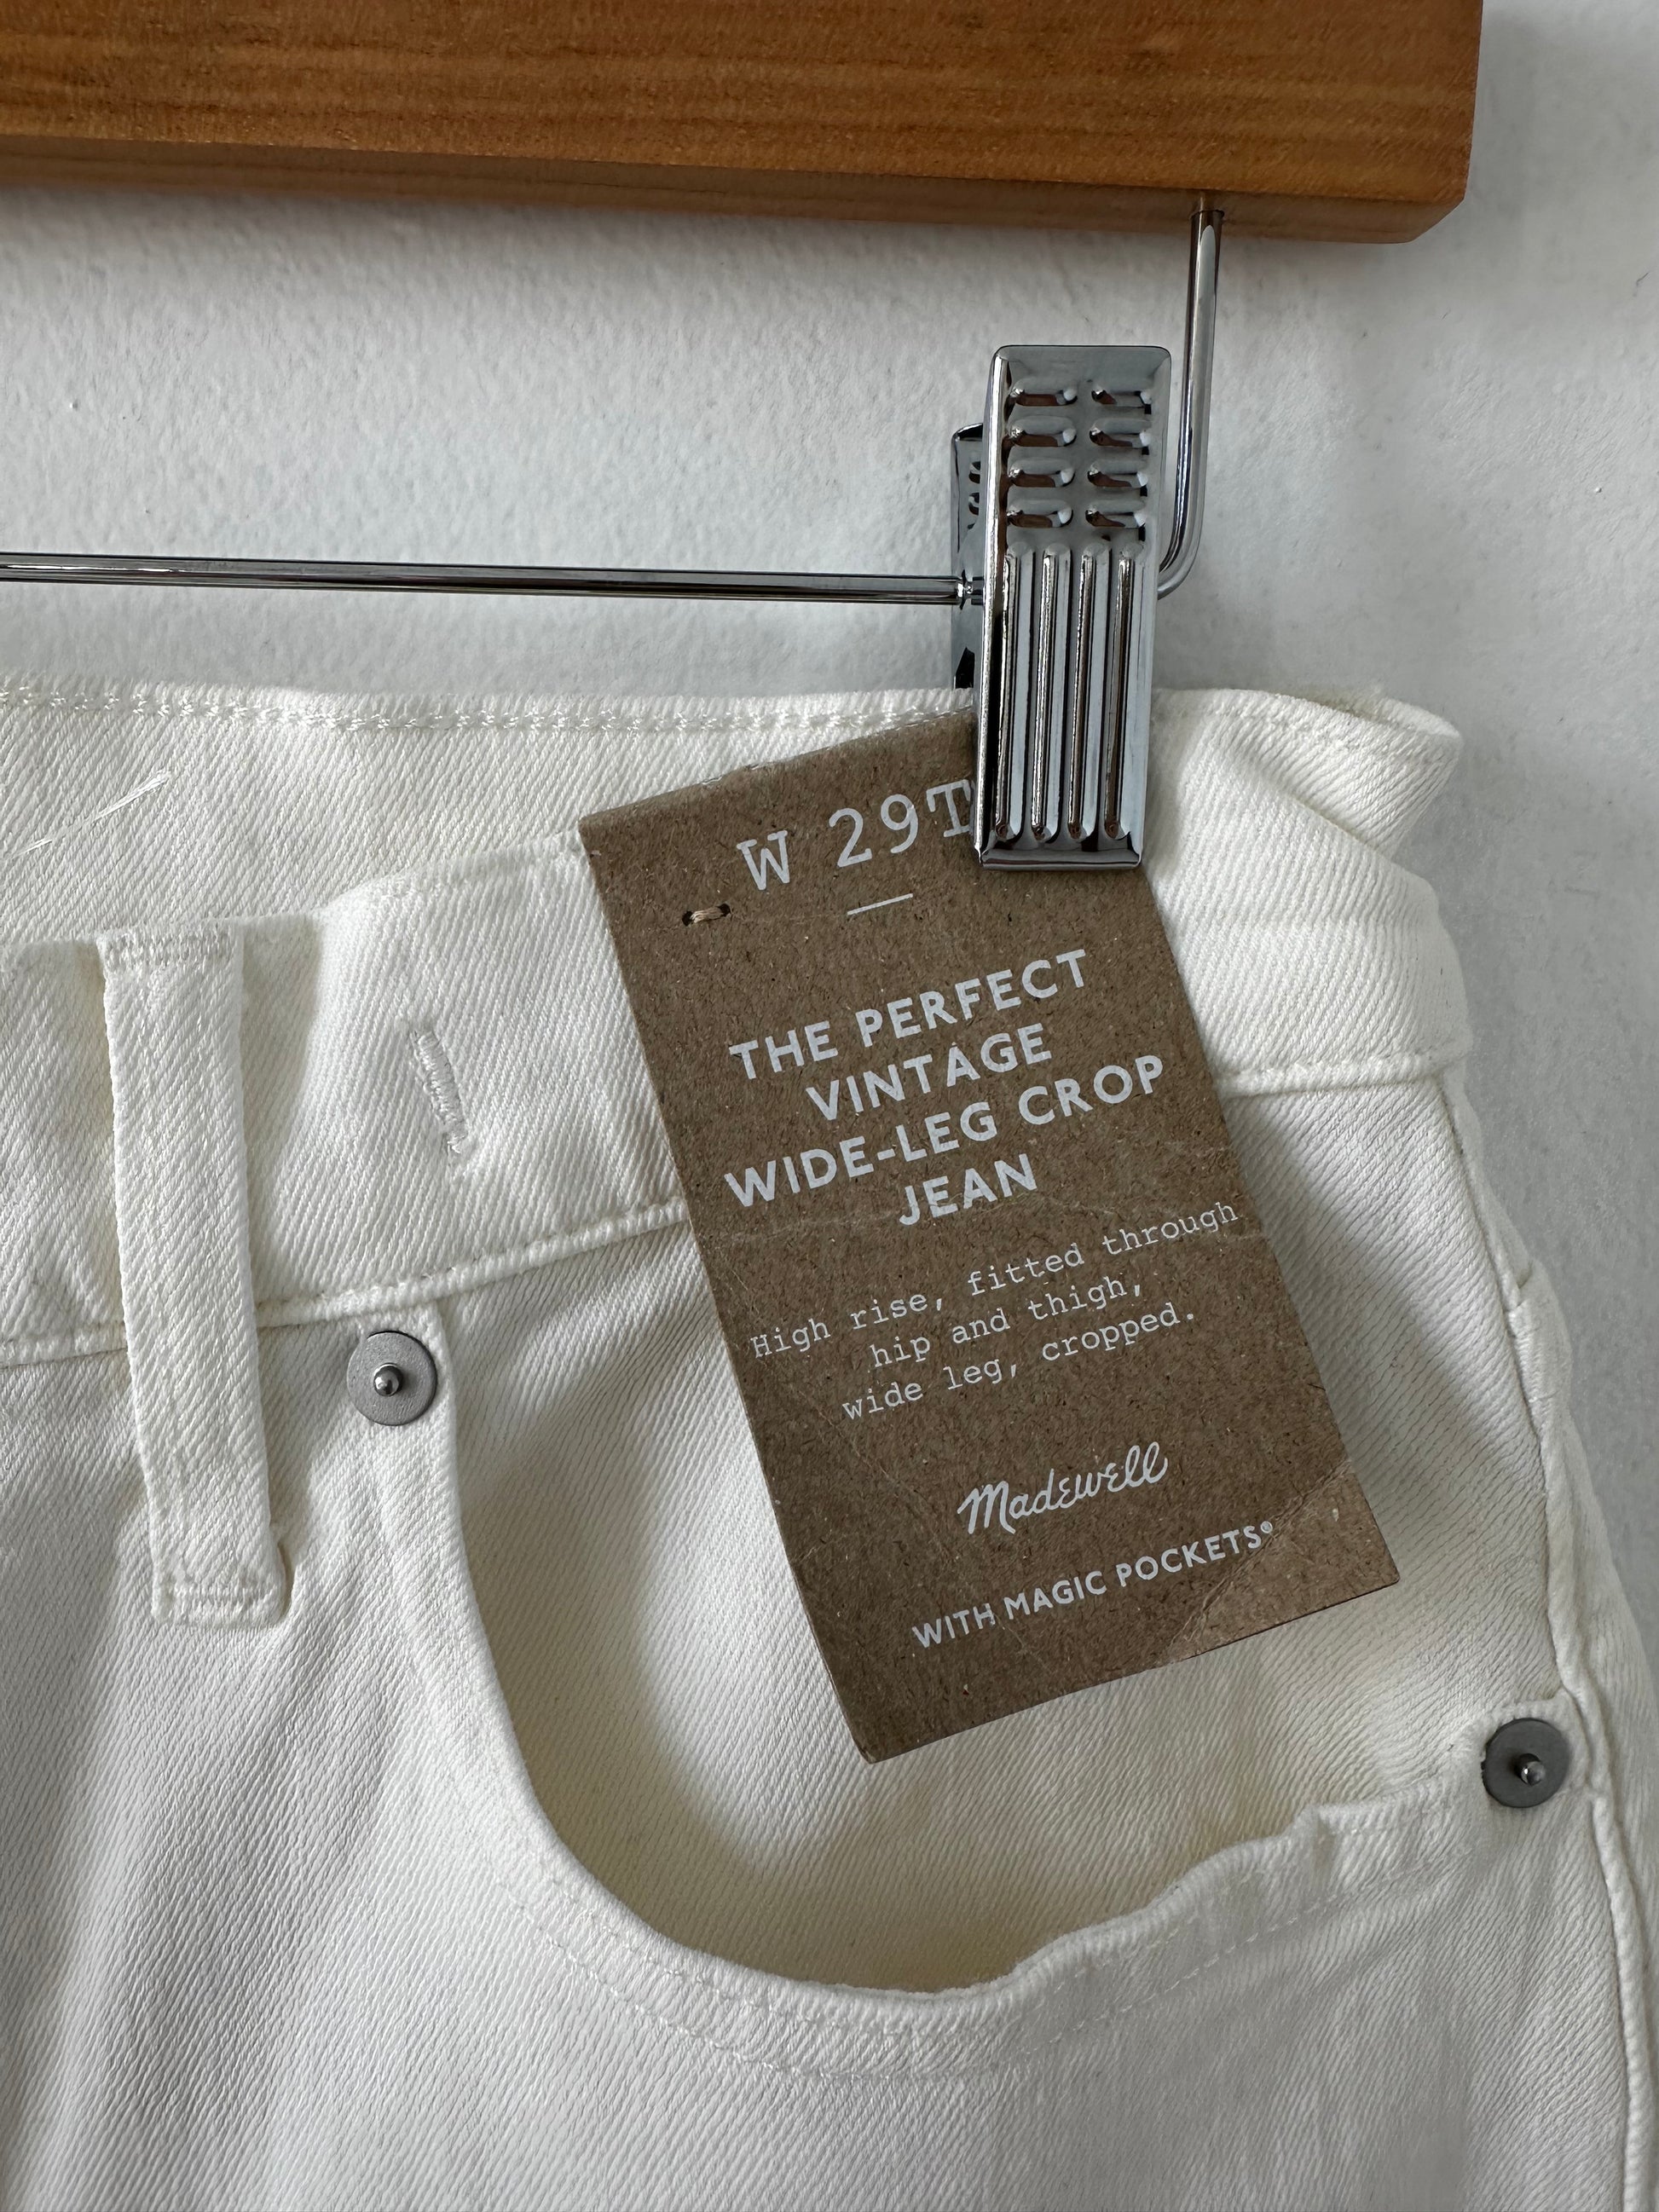 W 29T
THE PERFECT
VINTAGE
WIDE-LEG CROP
JEAN
High rise, fitted through
hip and thigh,
wide leg, cropped.
Madewell
WITH MAGIC POCKETS®